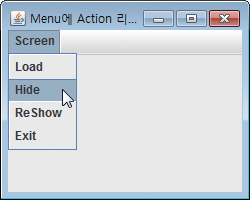 Menu에 Action 리...
Screen
Load
Hide
ReShow
Exit